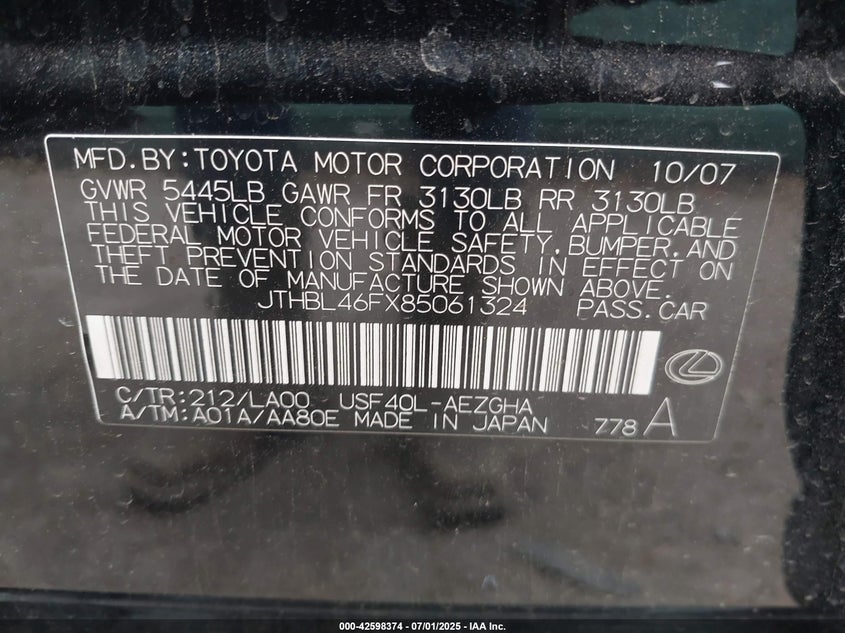 MFD.BY:TOYOTA MOTOR CORPORATION 10/07
GVWR 5445LB GAWR FR 3130LB RR 3130LB
THIS VEHICLE CONFORMS TO ALL APPLICABLE
FEDERAL MOTOR VEHICLE SAFETY,BUMPER,AND
THEFT PREVENTION STANDARDS IN EFFECT ON
THE DATE OF MANUFACTURE SHOWN ABOVE.
JTHBL46FX85061324 PASS.CAR
C/TR:212/LA00 USF40L-AEZGHA
A/TM:A01A/AA80E MADE IN JAPAN 778 A
000-42598374 | 07/01/2025 - IAA Inc.